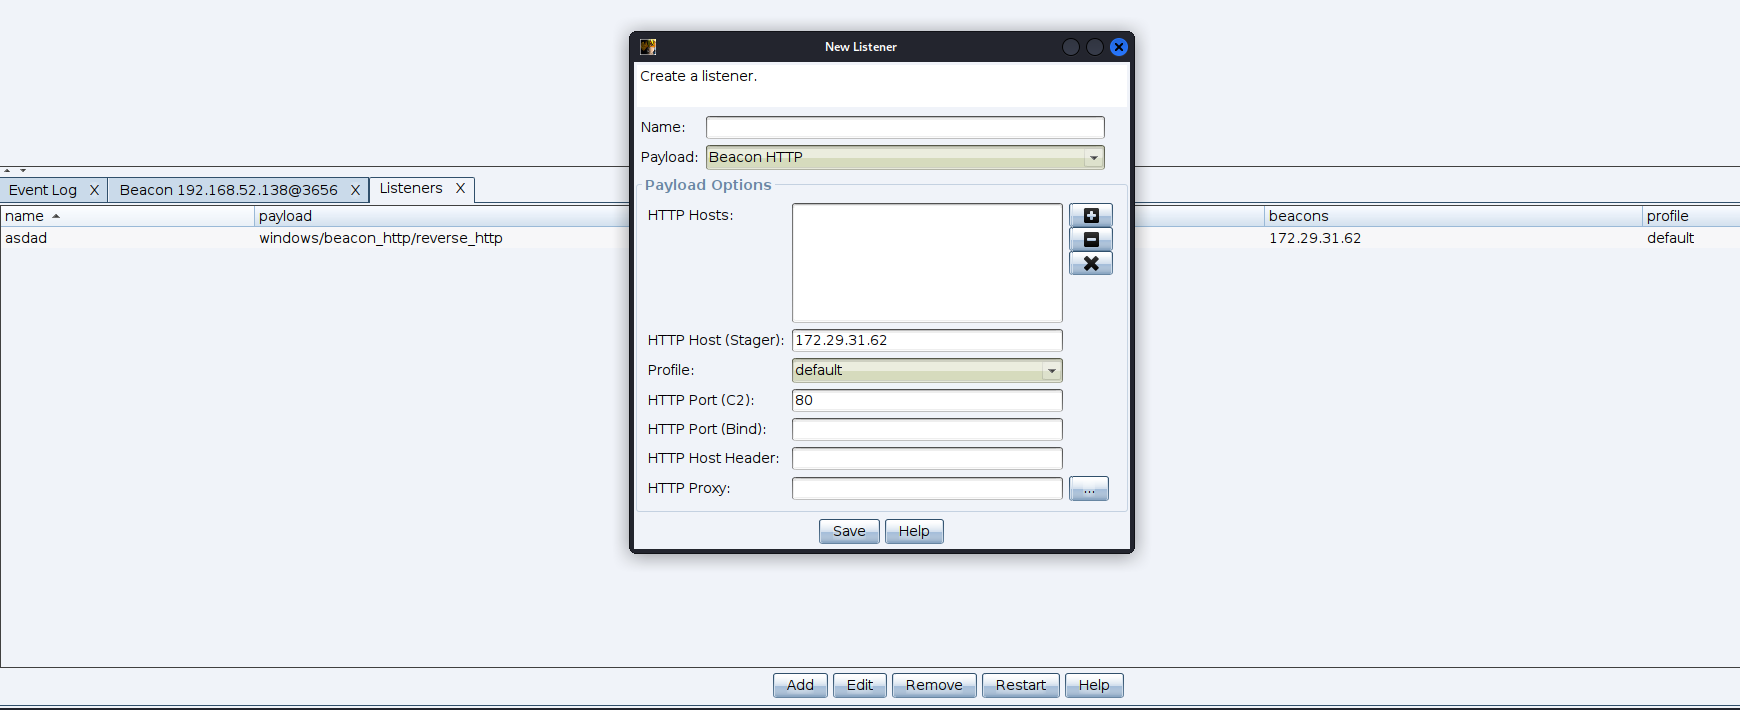 New Listener
Create a listener.
Name:
Payload: Beacon HTTP
Payload Options
HTTP Hosts:
HTTP Host (Stager): 172.29.31.62
Profile: default
HTTP Port (C2): 80
HTTP Port (Bind):
HTTP Host Header:
HTTP Proxy: ...
Save Help
Event Log X Beacon 192.168.52.138@3656 X Listeners X
name payload beacons profile
asdad windows/beacon_http/reverse_http 172.29.31.62 default
Add Edit Remove Restart Help